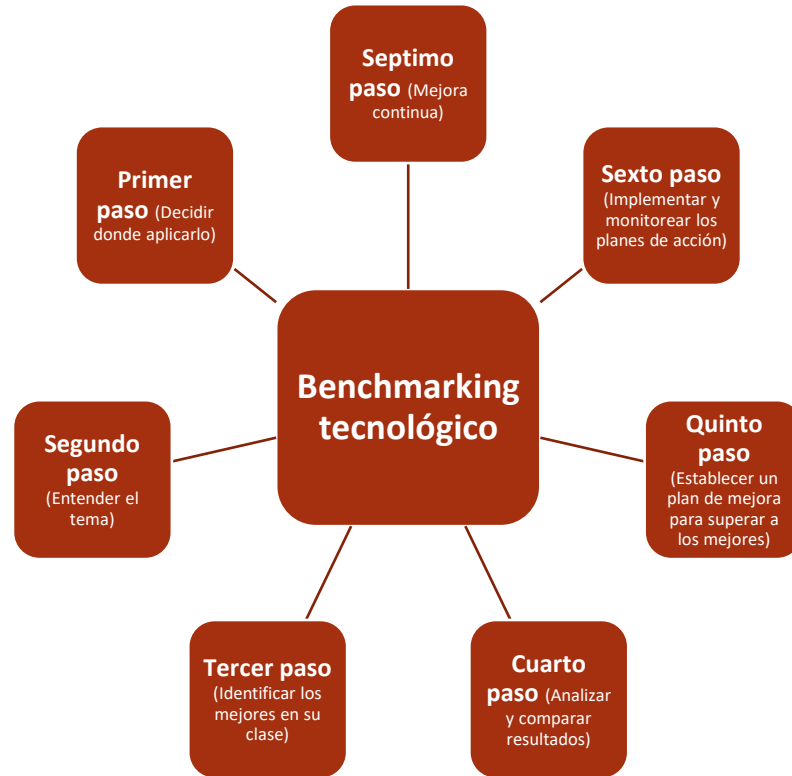 Septimo
paso (Mejora
continua)
Primer
paso (Decidir
donde aplicarlo)
Sexto paso
(Implementar y
monitorear los
planes de acción)
Benchmarking
tecnológico
Segundo
paso
(Entender el
tema)
Quinto
paso
(Establecer un
plan de mejora
para superar a
los mejores)
Tercer paso
(Identificar los
mejores en su
clase)
Cuarto
paso (Analizar
y comparar
resultados)